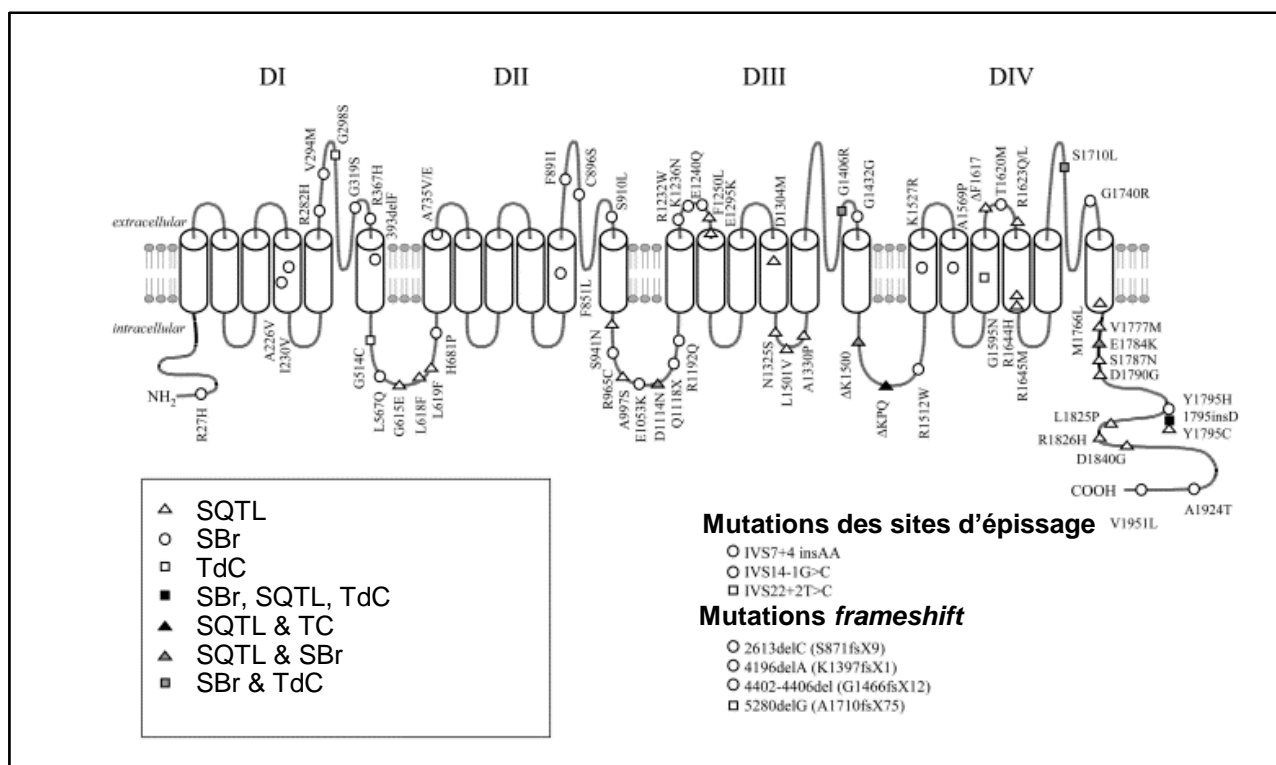 DI DII DIII DIV
extracellular
intracellular
NH2
R27H
A226V
I230V
R282H
V294M
G298S
G319S
R367H
393delF
G514C
L567Q
G615E
L618F
L619F
H681P
A735V/E
F891I
C896S
F851L
S910L
S941N
R965C
A997S
E1053K
D1114N
Q1118X
R1192Q
R1232W
K1236N
E1240Q
F1250L
E1295K
D1304M
N1325S
L1501V
A1330P
G1406R
G1432G
ΔK1500
ΔKPQ
R1512W
K1527R
A1569P
G1595N
ΔF1617
T1620M
R1623Q/L
R1644H
R1645M
S1710L
G1740R
M1766L
V1777M
E1784K
S1787N
D1790G
Y1795H
1795insD
Y1795C
L1825P
R1826H
D1840G
COOH
V1951L
A1924T
SQTL
SBr
TdC
SBr, SQTL, TdC
SQTL & TC
SQTL & SBr
SBr & TdC
Mutations des sites d’épissage
IVS7+4 insAA
IVS14-1G>C
IVS22+2T>C
Mutations frameshift
2613delC (S871fsX9)
4196delA (K1397fsX1)
4402-4406del (G1466fsX12)
5280delG (A1710fsX75)